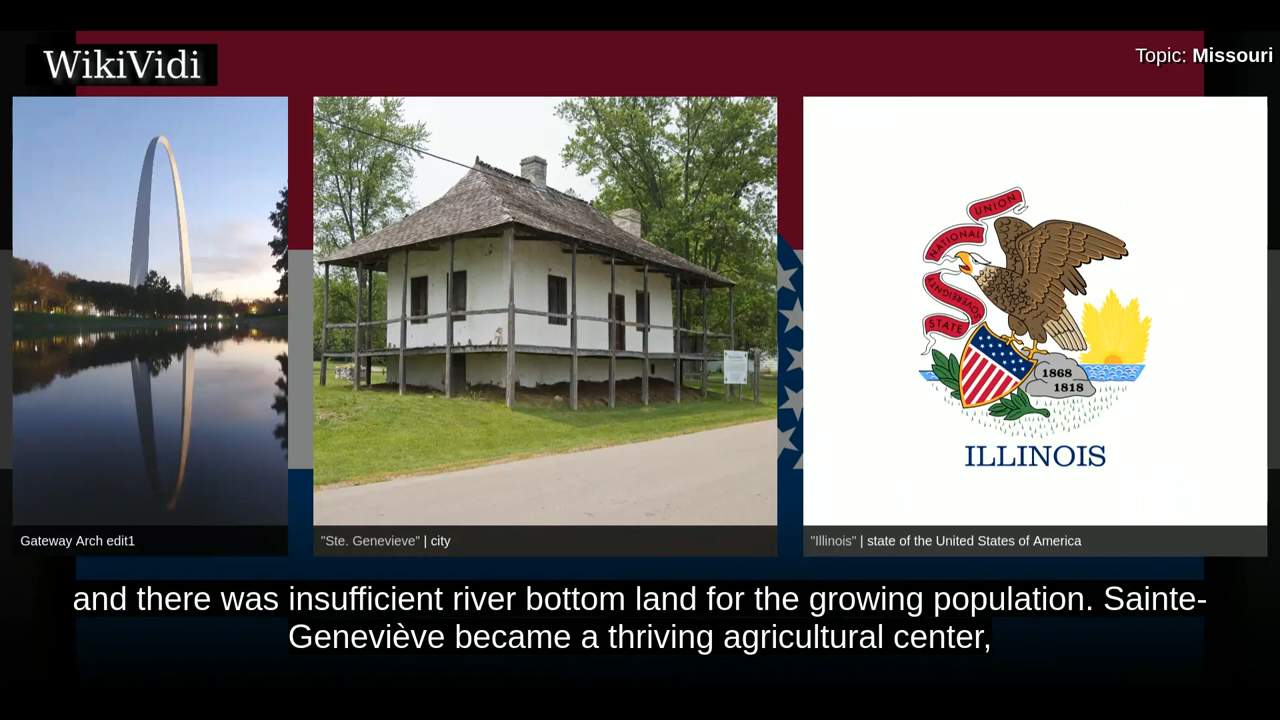 WikiVidi
Topic: Missouri
UNION
NATIONAL
SOVEREIGNTY
STATE
1868
1818
ILLINOIS
Gateway Arch edit1
"Ste. Genevieve" | city
"Illinois" | state of the United States of America
and there was insufficient river bottom land for the growing population. Sainte-
Geneviève became a thriving agricultural center,